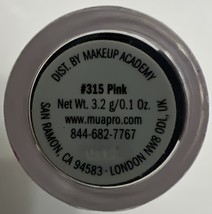 DIST. BY MAKEUP ACADEMY
#315 Pink
Net Wt. 3.2 g/0.1 Oz.
www.muapro.com
844-682-7767
SAN RAMON, CA 94583 · LONDON NW8 0DL, UK